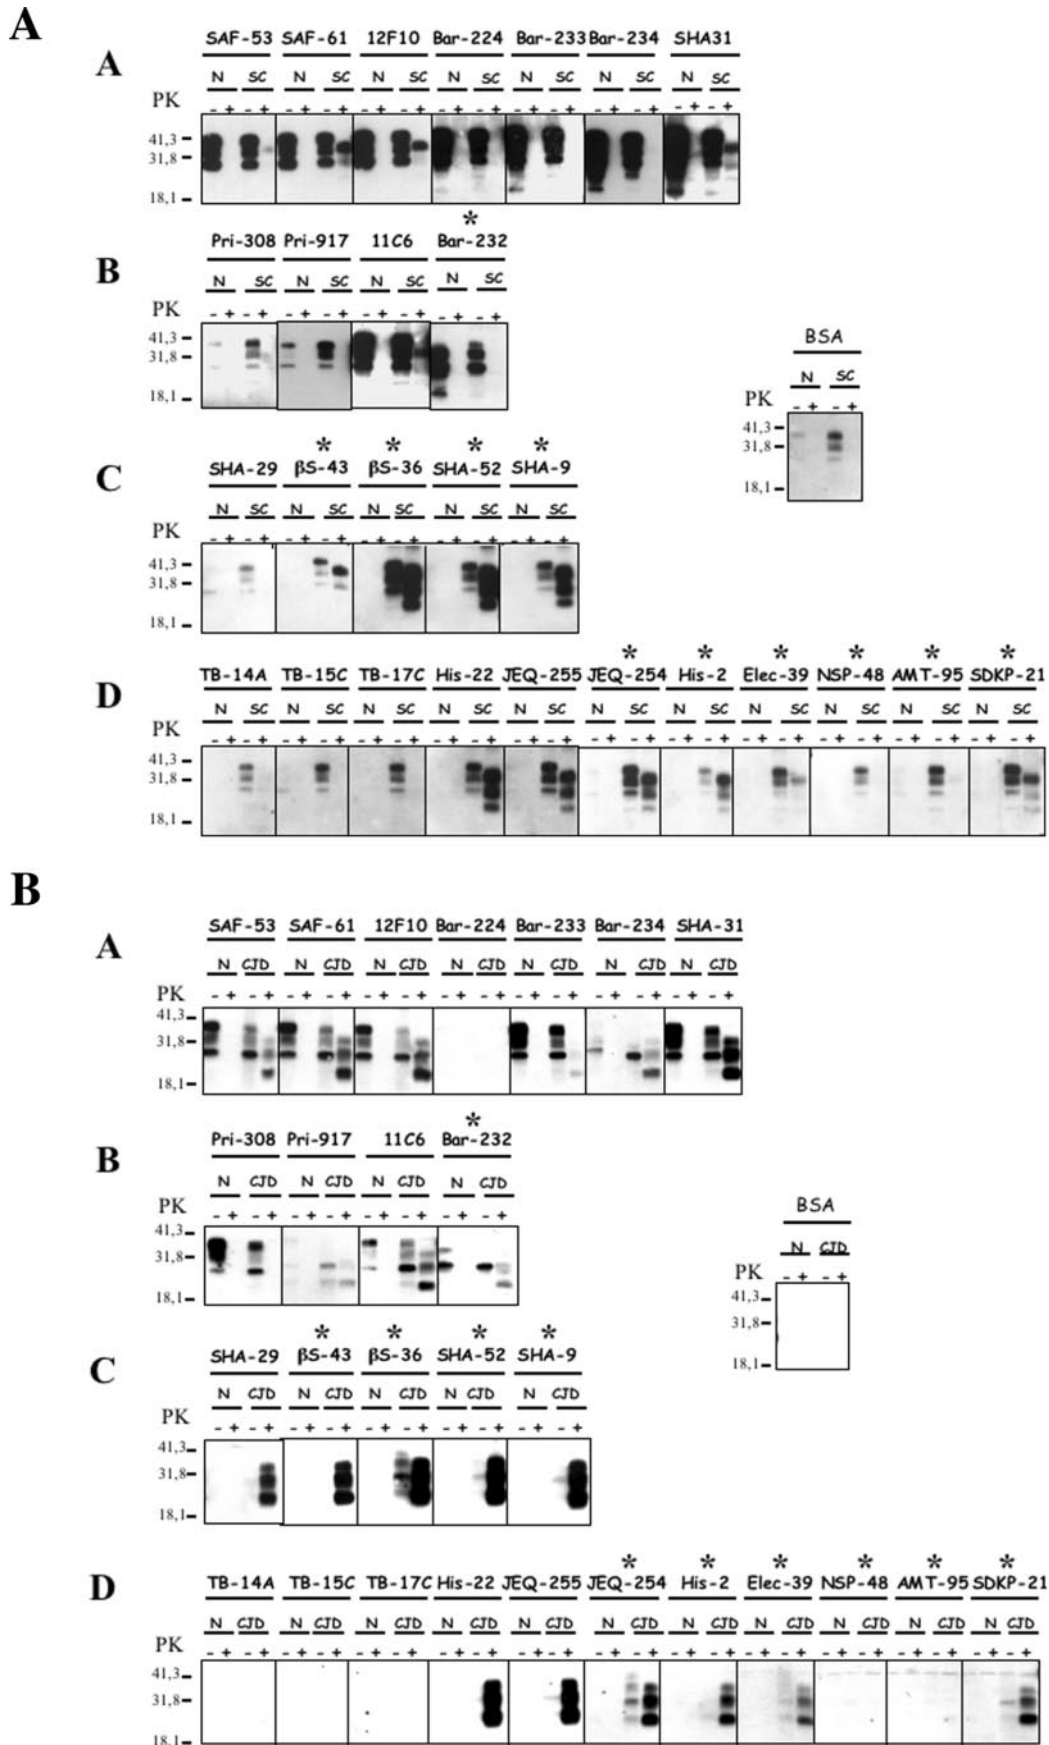 A
SAF-53 SAF-61 12F10 Bar-224 Bar-233 Bar-234 SHA31
A
N SC N SC N SC N SC N SC N SC N SC
PK
- + - + - + - + - + - + - + - + - + - + - + - + - + - +
41,3
31,8
18,1
*
Pri-308 Pri-917 11C6 Bar-232
B
N SC N SC N SC N SC
PK
- + - + - + - + - + - + - + - +
41,3
31,8
18,1
BSA
N SC
PK
- + - +
41,3
31,8
18,1
* * * *
SHA-29 βS-43 βS-36 SHA-52 SHA-9
C
N SC N SC N SC N SC N SC
PK
- + - + - + - + - + - + - + - + - + - +
41,3
31,8
18,1
* * * * * *
TB-14A TB-15C TB-17C His-22 JEQ-255 JEQ-254 His-2 Elec-39 NSP-48 AMT-95 SDKP-21
D
N SC N SC N SC N SC N SC N SC N SC N SC N SC N SC N SC
PK
- + - + - + - + - + - + - + - + - + - + - + - + - + - + - + - + - + - + - + - + - + - +
41,3
31,8
18,1
B
SAF-53 SAF-61 12F10 Bar-224 Bar-233 Bar-234 SHA-31
A
N CJD N CJD N CJD N CJD N CJD N CJD N CJD
PK
- + - + - + - + - + - + - + - + - + - + - + - + - + - +
41,3
31,8
18,1
*
Pri-308 Pri-917 11C6 Bar-232
B
N CJD N CJD N CJD N CJD
PK
- + - + - + - + - + - + - + - +
41,3
31,8
18,1
BSA
N CJD
PK
- + - +
41,3
31,8
18,1
* * * *
SHA-29 βS-43 βS-36 SHA-52 SHA-9
C
N CJD N CJD N CJD N CJD N CJD
PK
- + - + - + - + - + - + - + - + - + - +
41,3
31,8
18,1
* * * * * *
TB-14A TB-15C TB-17C His-22 JEQ-255 JEQ-254 His-2 Elec-39 NSP-48 AMT-95 SDKP-21
D
N CJD N CJD N CJD N CJD N CJD N CJD N CJD N CJD N CJD N CJD N CJD
PK
- + - + - + - + - + - + - + - + - + - + - + - + - + - + - + - + - + - + - + - + - + - +
41,3
31,8
18,1